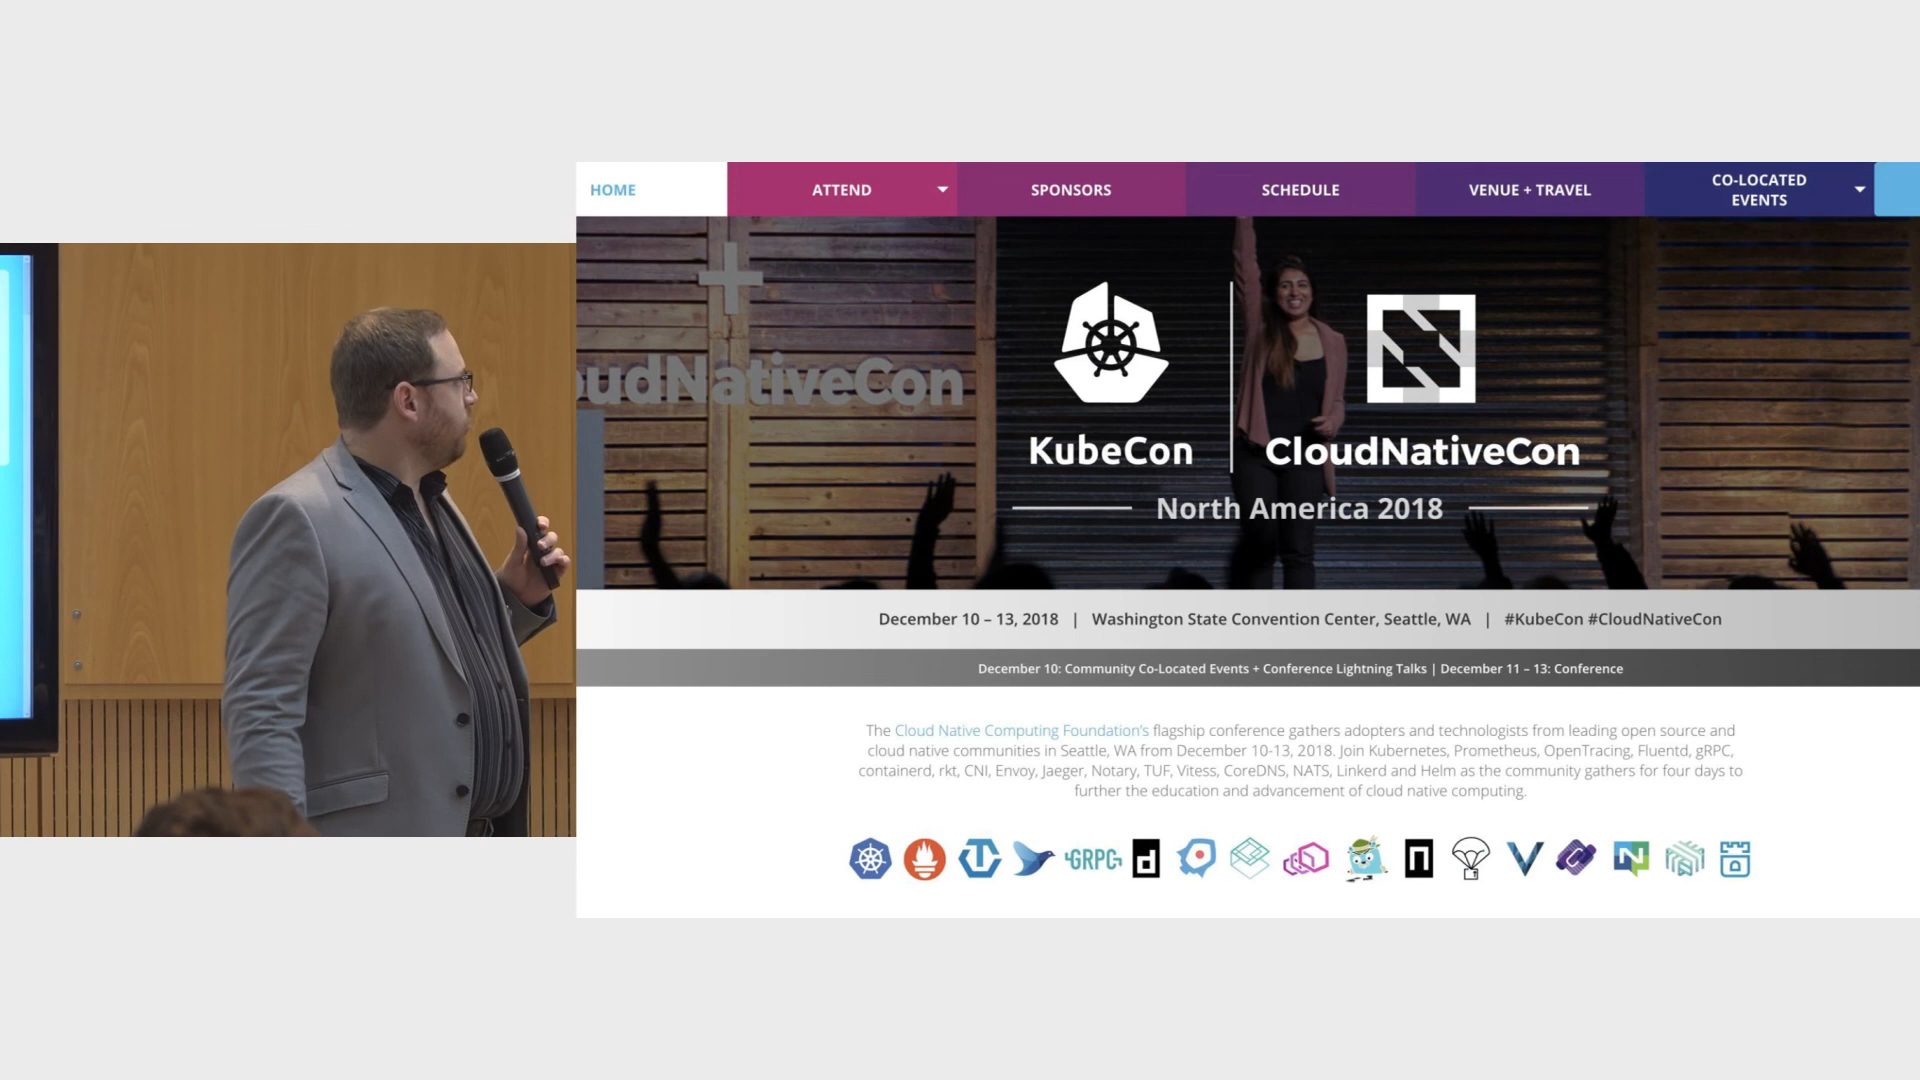 HOME
ATTEND
SPONSORS
SCHEDULE
VENUE + TRAVEL
CO-LOCATED
EVENTS
udNativeCon
KubeCon
CloudNativeCon
North America 2018
December 10 – 13, 2018 | Washington State Convention Center, Seattle, WA | #KubeCon #CloudNativeCon
December 10: Community Co-Located Events + Conference Lightning Talks | December 11 – 13: Conference
The Cloud Native Computing Foundation's flagship conference gathers adopters and technologists from leading open source and
cloud native communities in Seattle, WA from December 10-13, 2018. Join Kubernetes, Prometheus, OpenTracing, Fluentd, gRPC,
containerd, rkt, CNI, Envoy, Jaeger, Notary, TUF, Vitess, CoreDNS, NATS, Linkerd and Helm as the community gathers for four days to
further the education and advancement of cloud native computing.
GRPC